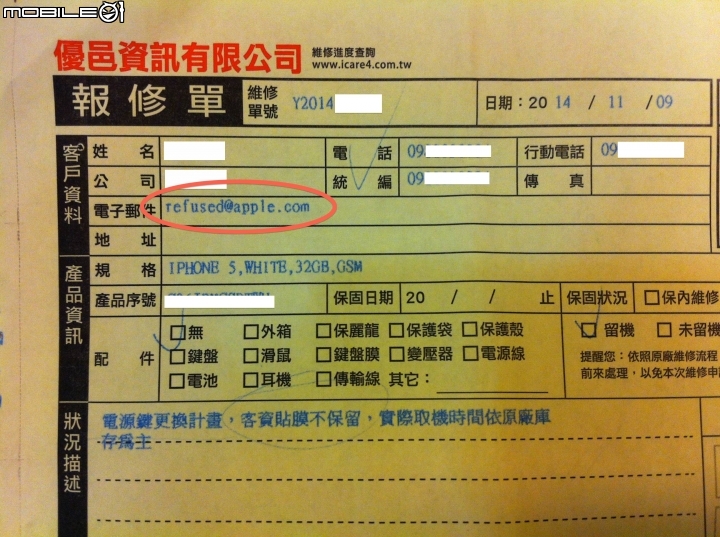 MOBILE01
優邑資訊有限公司 維修進度查詢
www.icare4.com.tw
報修單 維修單號 Y2014 日期：20 14 / 11 / 09
客戶資料
姓名 電話 09 行動電話 09
公司 統編 09 傳真
電子郵件 refused@apple.com
地址
產品資訊
規格 IPHONE 5,WHITE,32GB,GSM
產品序號 保固日期 20 / / 止 保固狀況 □保內維修
配件 □無 □外箱 □保麗龍 □保護袋 □保護殼 □留機 □未留機
□鍵盤 □滑鼠 □鍵盤膜 □變壓器 □電源線 提醒您：依照原廠維修流程
□電池 □耳機 □傳輸線 其它： 前來處理，以免本次維修申
狀況描述
電源鍵更換計畫，客資貼膜不保留，實際取機時間依原廠庫
存為主